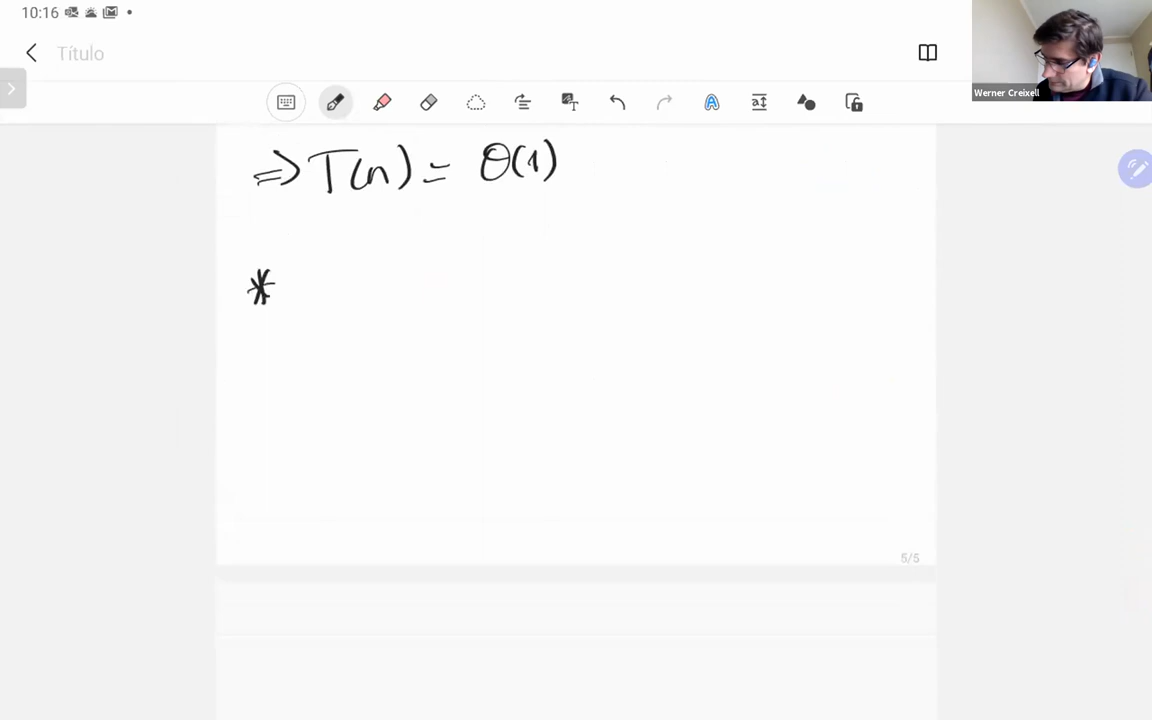 10:16
Título
Werner Creixell
⇒ T(n) = Θ(1)
*
5/5